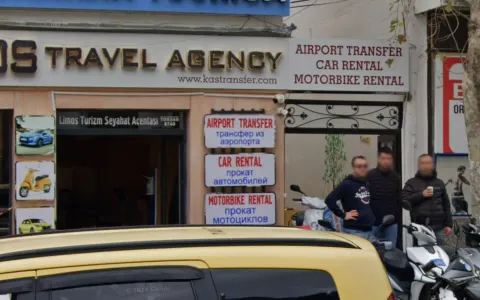 OS TRAVEL AGENCY
www.kastransfer.com
AIRPORT TRANSFER
CAR RENTAL
MOTORBIKE RENTAL
Limos Turizm Seyahat Acentası
AIRPORT TRANSFER
трансфер из
аэропорта
CAR RENTAL
прокат
автомобилей
MOTORBIKE RENTAL
прокат
мотоциклов